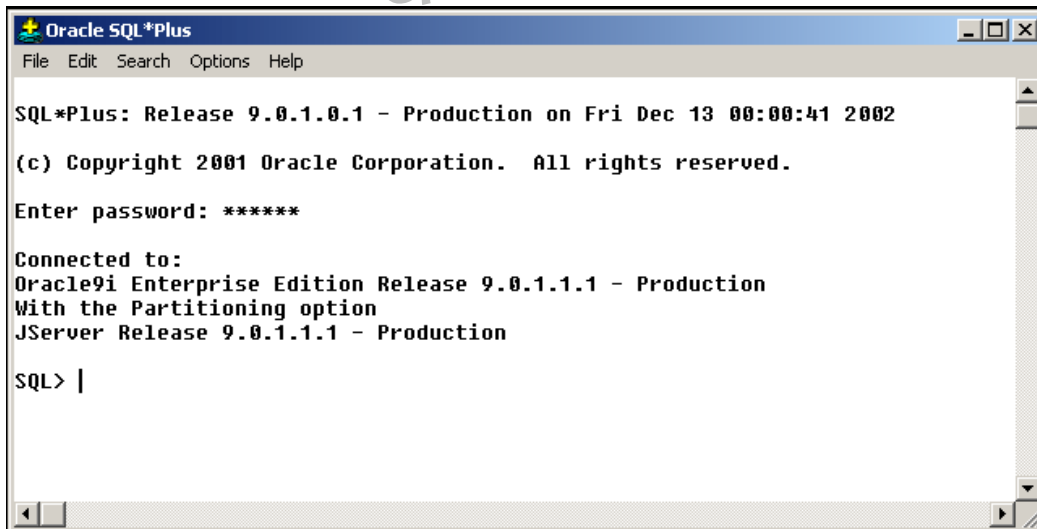 Oracle SQL*Plus
File Edit Search Options Help
SQL*Plus: Release 9.0.1.0.1 - Production on Fri Dec 13 00:00:41 2002
(c) Copyright 2001 Oracle Corporation.  All rights reserved.
Enter password: ******
Connected to:
Oracle9i Enterprise Edition Release 9.0.1.1.1 - Production
With the Partitioning option
JServer Release 9.0.1.1.1 - Production
SQL>